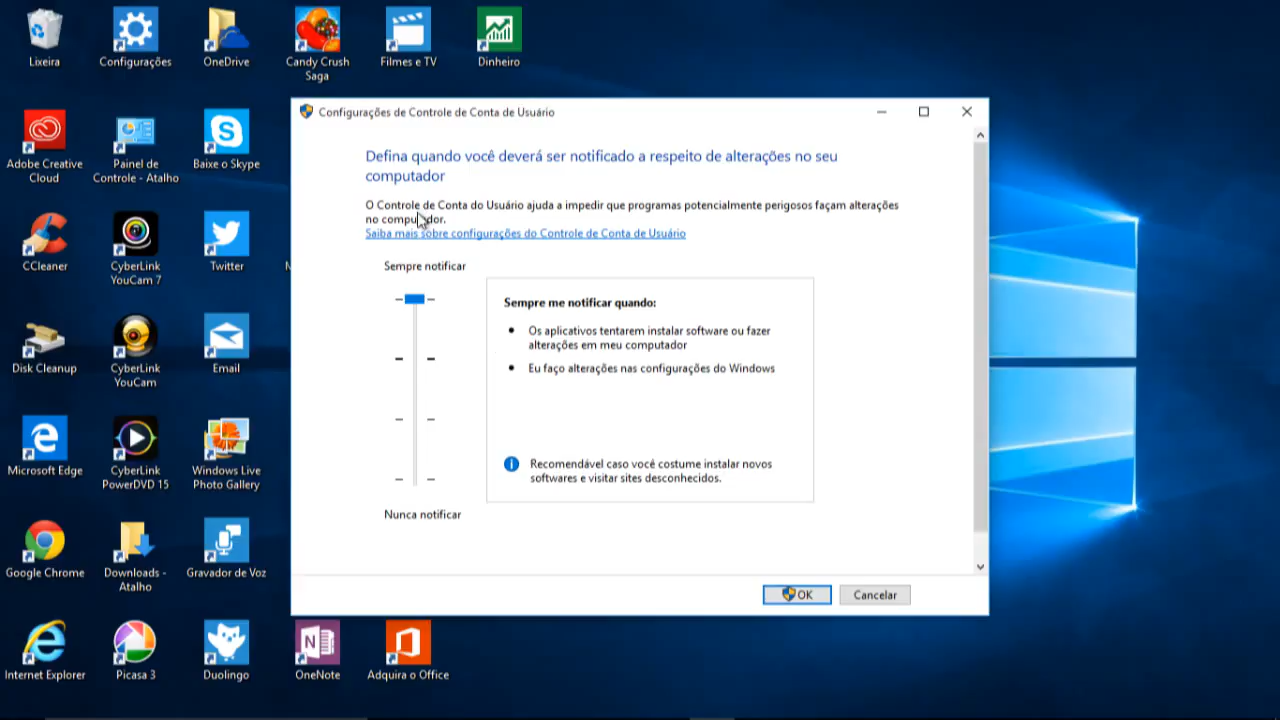 Lixeira
Configurações
OneDrive
Candy Crush
Saga
Filmes e TV
Dinheiro
Adobe Creative
Cloud
Painel de
Controle - Atalho
Baixe o Skype
CCleaner
CyberLink
YouCam 7
Twitter
Disk Cleanup
CyberLink
YouCam
Email
Microsoft Edge
CyberLink
PowerDVD 15
Windows Live
Photo Gallery
Google Chrome
Downloads -
Atalho
Gravador de Voz
Internet Explorer
Picasa 3
Duolingo
OneNote
Adquira o Office
Configurações de Controle de Conta de Usuário
Defina quando você deverá ser notificado a respeito de alterações no seu
computador
O Controle de Conta do Usuário ajuda a impedir que programas potencialmente perigosos façam alterações
no computador.
Saiba mais sobre configurações do Controle de Conta de Usuário
Sempre notificar
Sempre me notificar quando:
• Os aplicativos tentarem instalar software ou fazer
alterações em meu computador
• Eu faço alterações nas configurações do Windows
Recomendável caso você costume instalar novos
softwares e visitar sites desconhecidos.
Nunca notificar
OK
Cancelar